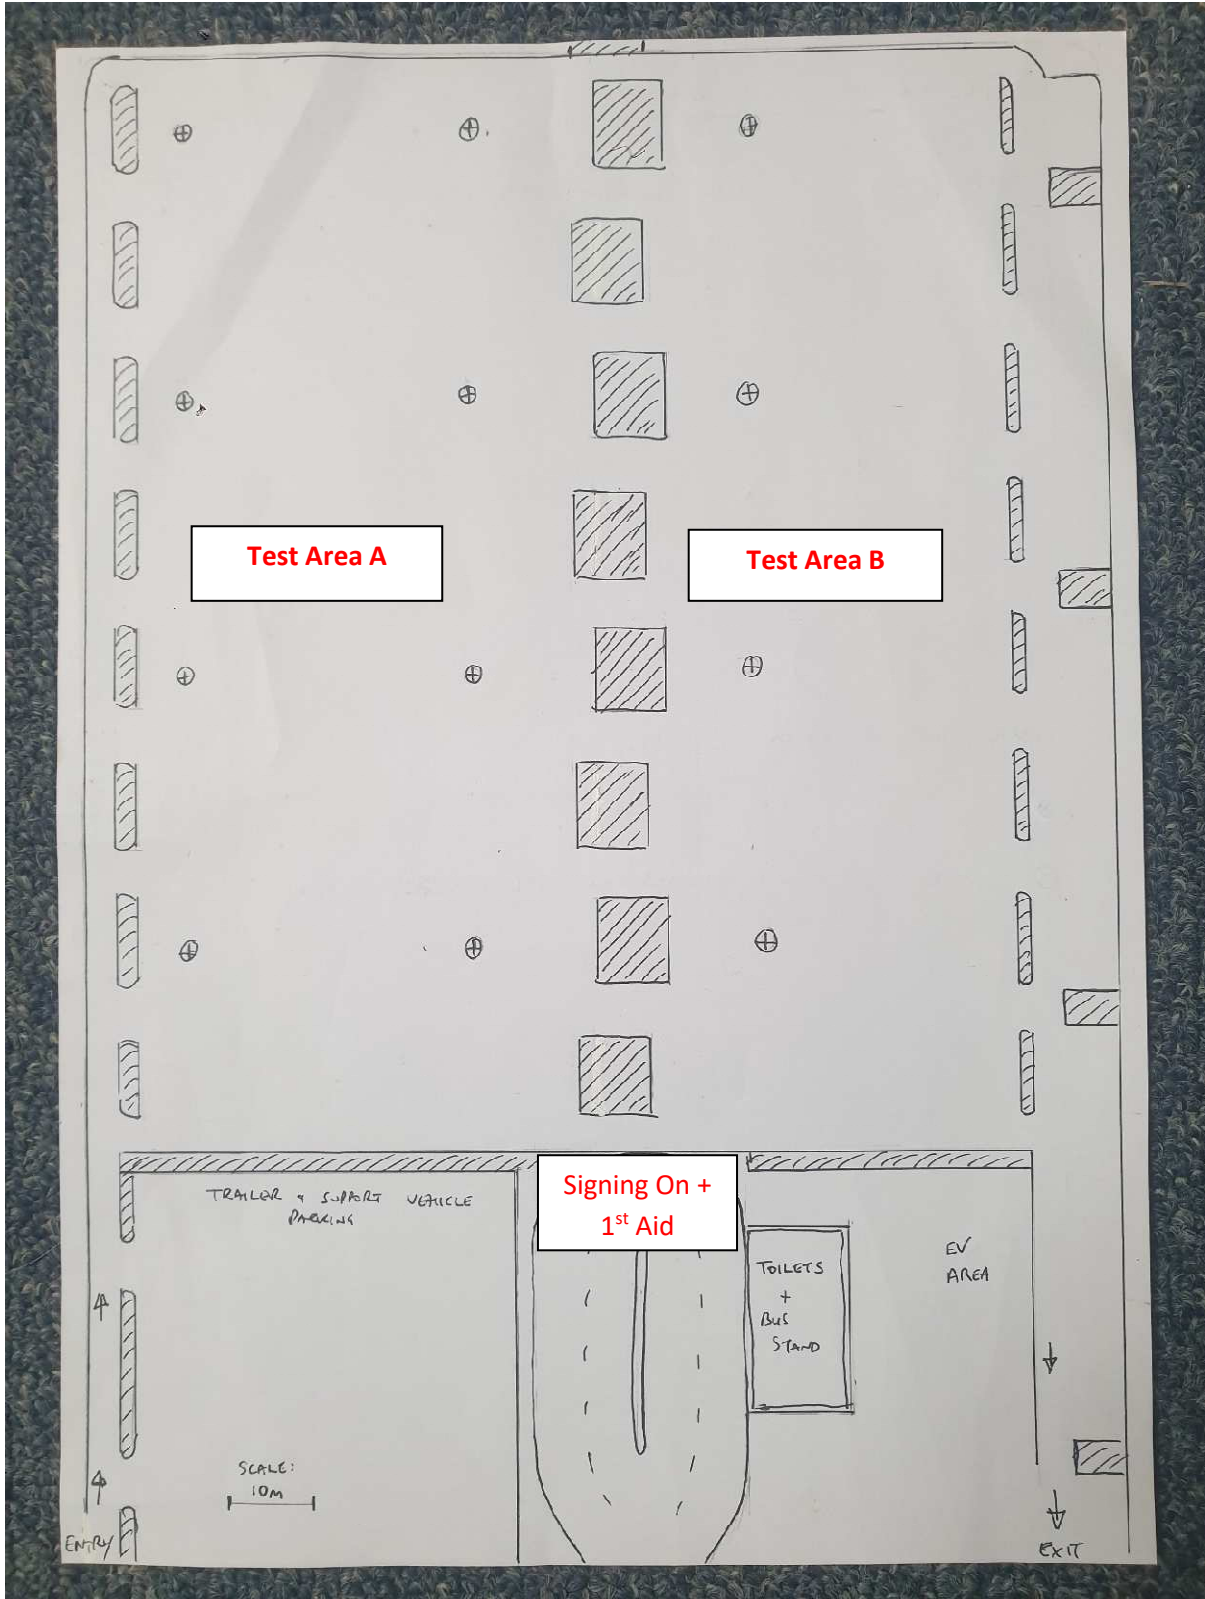 Test Area A
Test Area B
Signing On +
1st Aid
TRAILER & SUPPORT VEHICLE
PARKING
TOILETS
+
BUS
STAND
EV
AREA
SCALE:
10M
ENTRY
EXIT